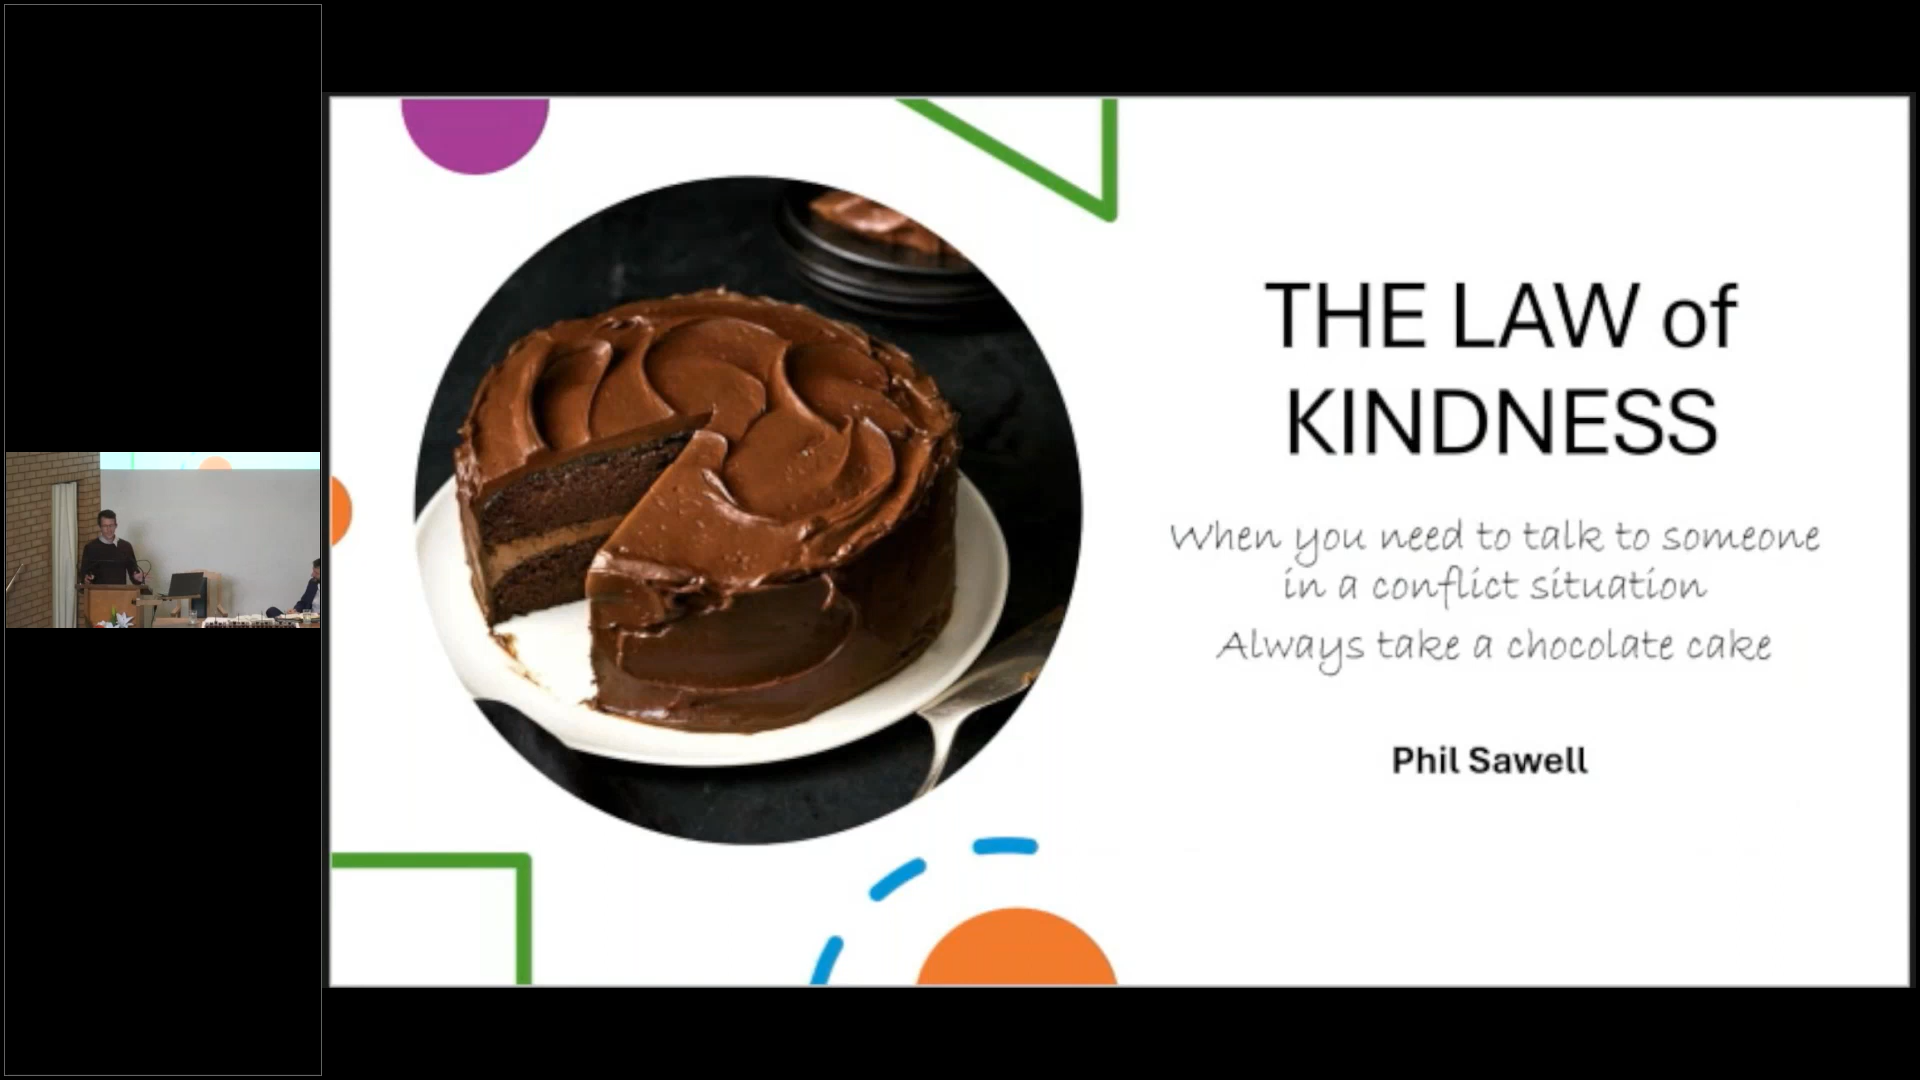 THE LAW of
KINDNESS
When you need to talk to someone
in a conflict situation
Always take a chocolate cake
Phil Sawell